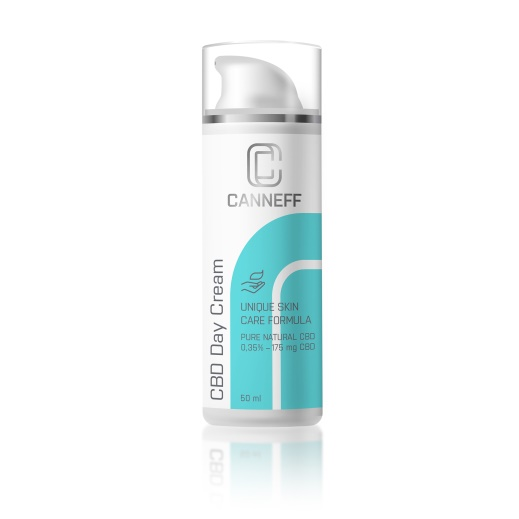 CANNEFF
CBD Day Cream
UNIQUE SKIN
CARE FORMULA
PURE NATURAL CBD
0,35% – 175 mg CBD
50 ml